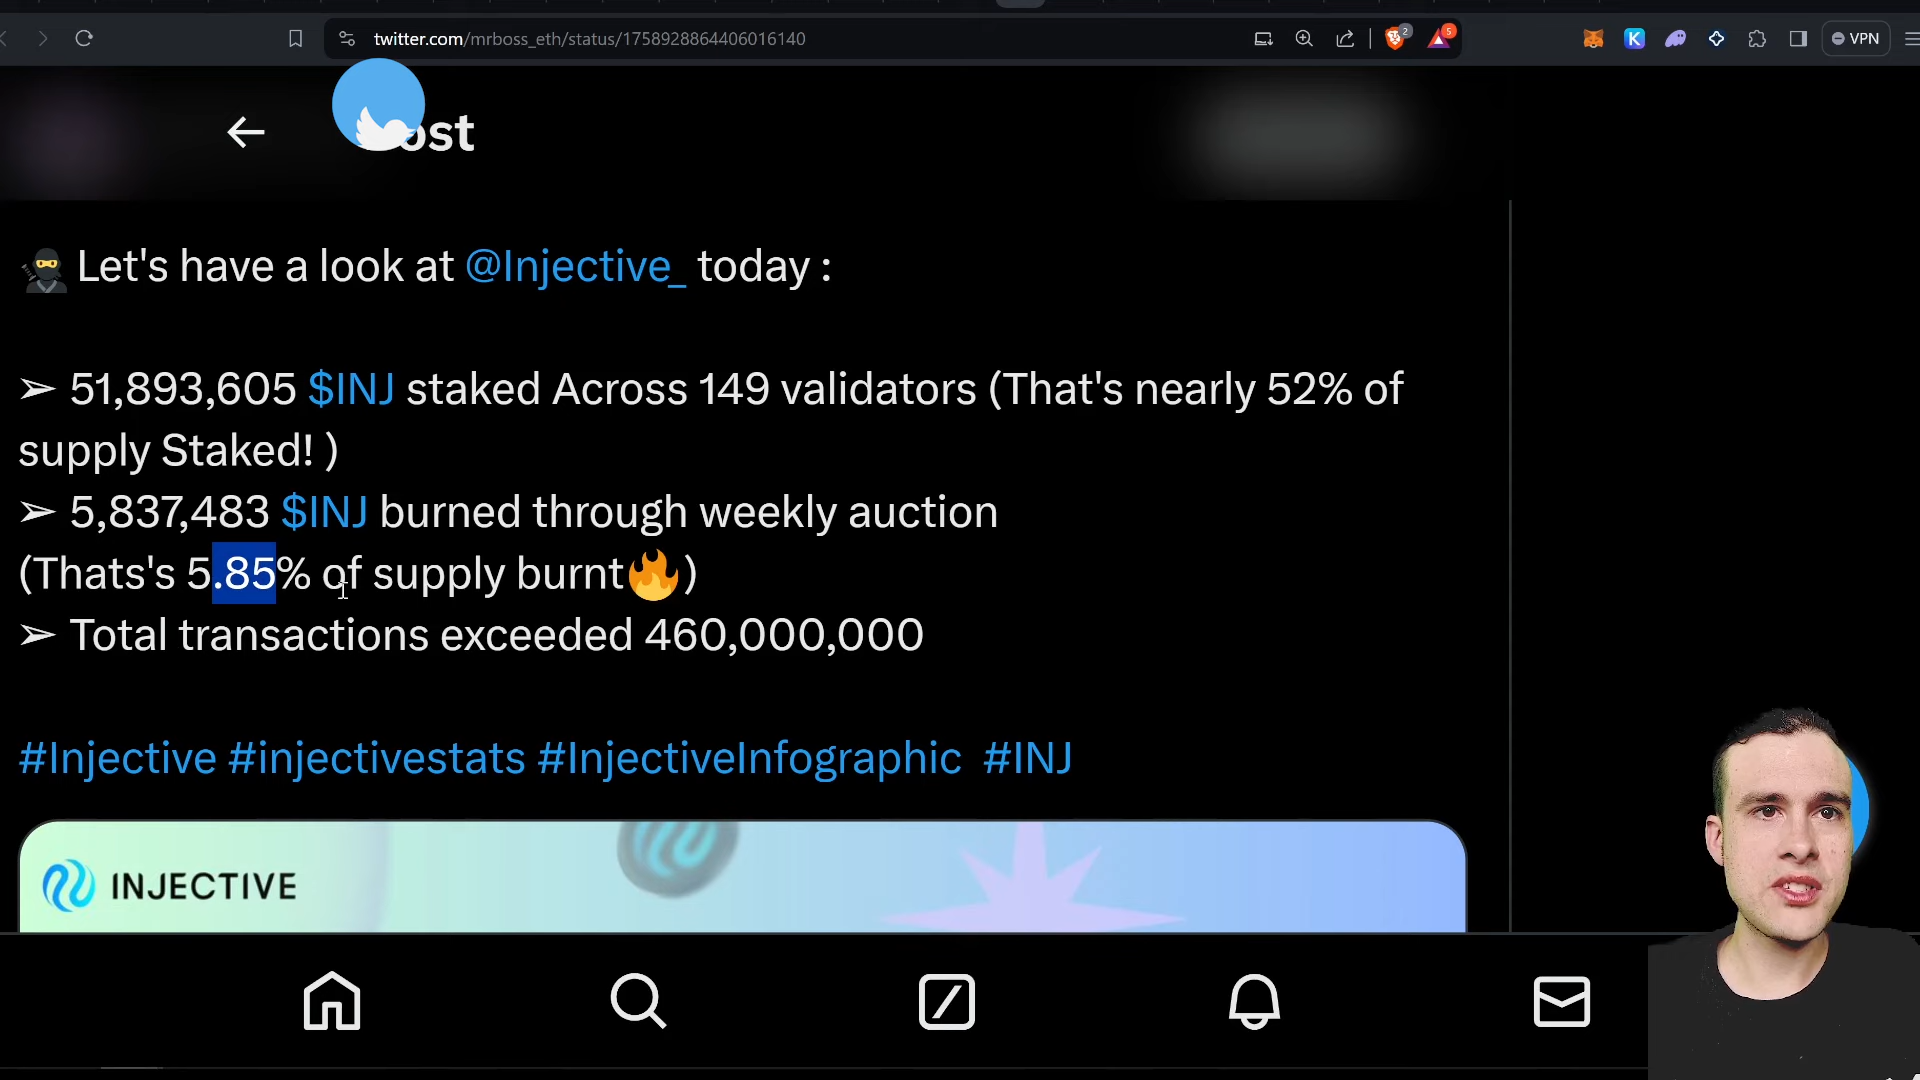 twitter.com/mrboss_eth/status/1758928864406016140
2
5
VPN
ost
Let's have a look at @Injective_ today :
➢ 51,893,605 $INJ staked Across 149 validators (That's nearly 52% of
supply Staked! )
➢ 5,837,483 $INJ burned through weekly auction
(Thats's 5.85% of supply burnt🔥)
➢ Total transactions exceeded 460,000,000
#Injective #injectivestats #InjectiveInfographic #INJ
INJECTIVE